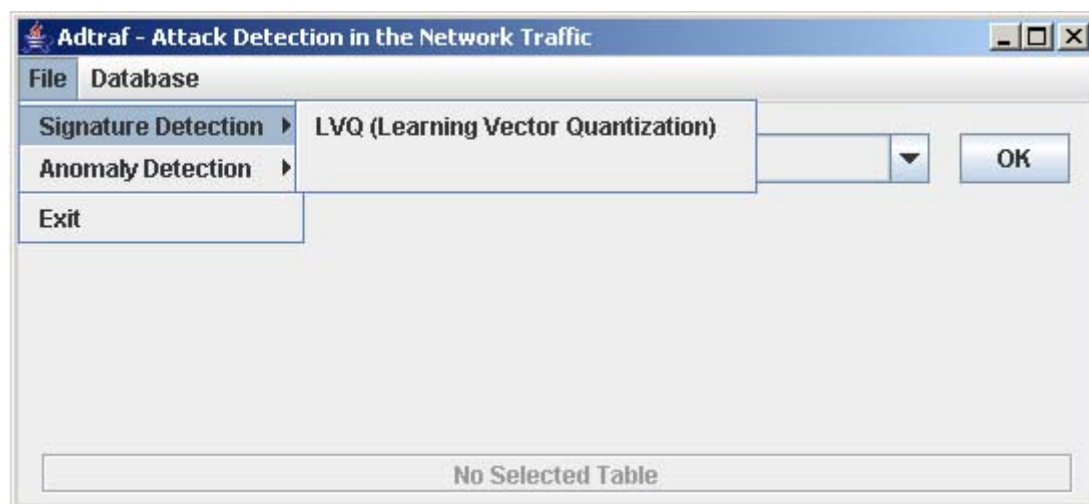 Adtraf - Attack Detection in the Network Traffic
File Database
Signature Detection
LVQ (Learning Vector Quantization)
Anomaly Detection
OK
Exit
No Selected Table